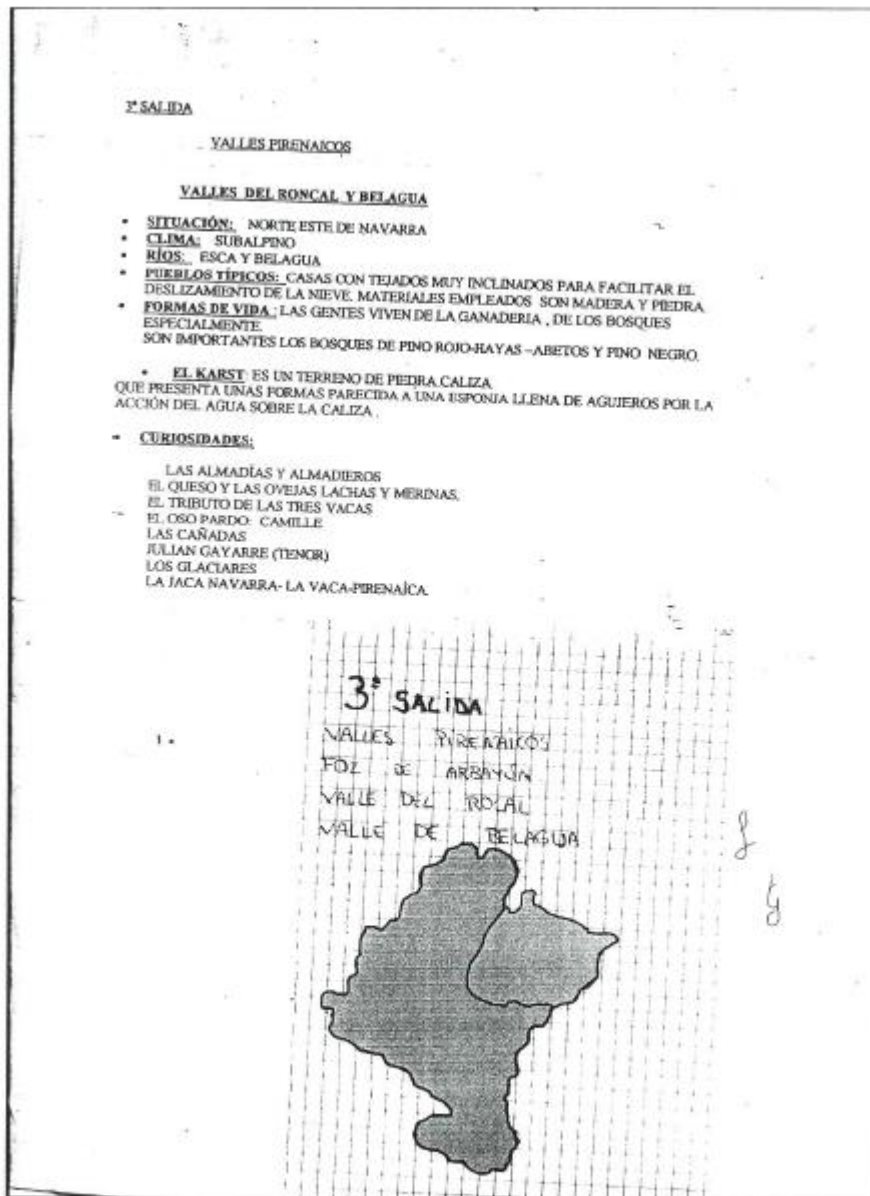 3ª SALIDA
VALLES PIRENAICOS
VALLES DEL RONCAL Y BELAGUA
• SITUACIÓN: NORTE ESTE DE NAVARRA
• CLIMA: SUBALPINO
• RÍOS: ESCA Y BELAGUA
• PUEBLOS TÍPICOS: CASAS CON TEJADOS MUY INCLINADOS PARA FACILITAR EL
DESLIZAMIENTO DE LA NIEVE. MATERIALES EMPLEADOS SON MADERA Y PIEDRA
• FORMAS DE VIDA : LAS GENTES VIVEN DE LA GANADERIA , DE LOS BOSQUES
ESPECIALMENTE.
SON IMPORTANTES LOS BOSQUES DE PINO ROJO-HAYAS –ABETOS Y PINO NEGRO.
• EL KARST: ES UN TERRENO DE PIEDRA CALIZA
QUE PRESENTA UNAS FORMAS PARECIDA A UNA ESPONJA LLENA DE AGUJEROS POR LA
ACCIÓN DEL AGUA SOBRE LA CALIZA .
• CURIOSIDADES:
LAS ALMADÍAS Y ALMADIEROS
EL QUESO Y LAS OVEJAS LACHAS Y MERINAS.
EL TRIBUTO DE LAS TRES VACAS
EL OSO PARDO: CAMILLE
LAS CAÑADAS
JULIAN GAYARRE (TENOR)
LOS GLACIARES
LA JACA NAVARRA- LA VACA-PIRENAÍCA.
3ª SALIDA
1 -
VALLES PIRENAICOS
FOZ DE ARBAYÚN
VALLE DEL ROCAL
VALLE DE BELAGUA